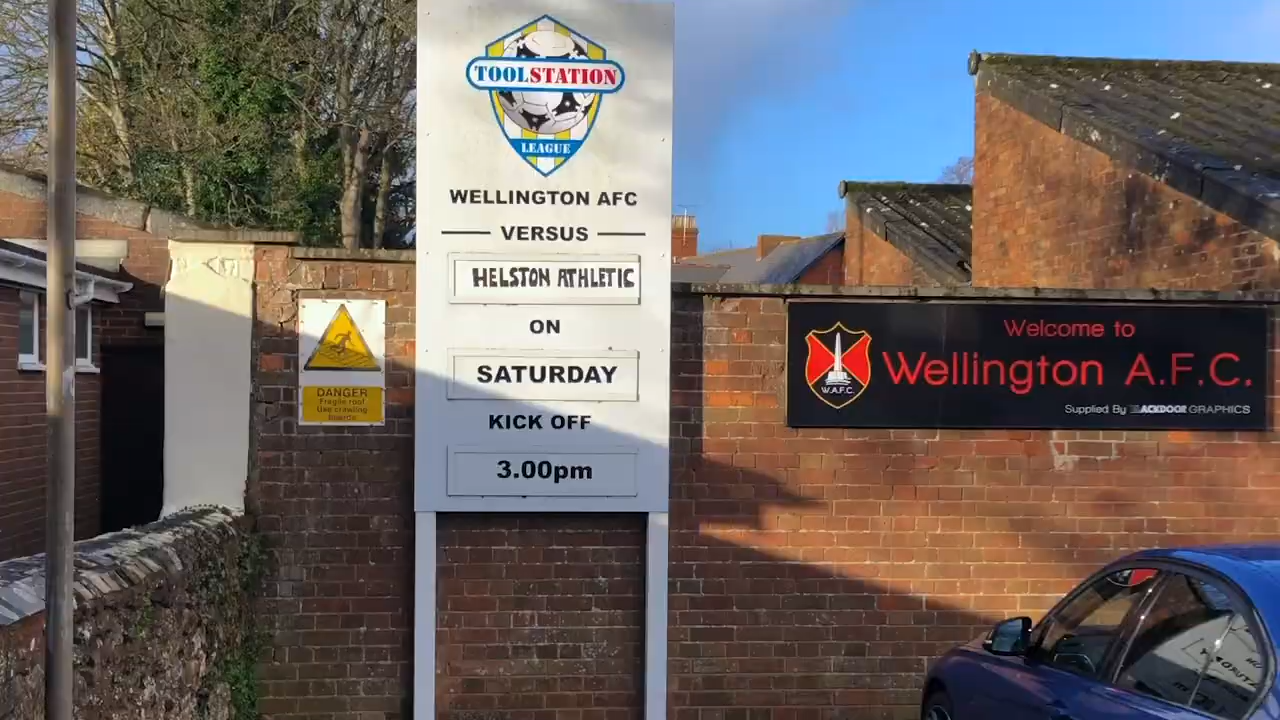 TOOLSTATION
LEAGUE
WELLINGTON AFC
VERSUS
HELSTON ATHLETIC
ON
SATURDAY
KICK OFF
3.00pm
DANGER
Fragile roof
Use crawling
boards
Welcome to
Wellington A.F.C.
W.A.F.C.
Supplied By BLACKDOOR GRAPHICS